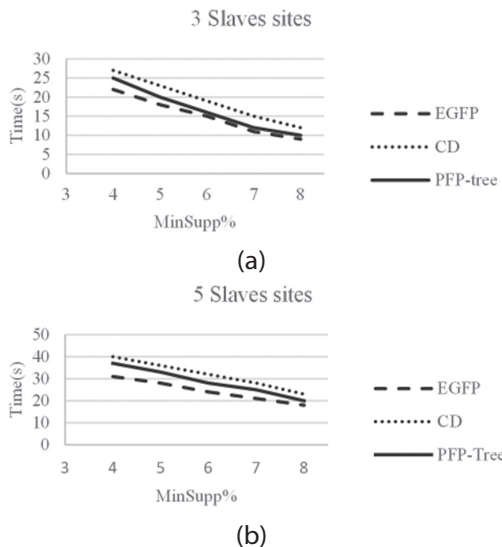 3 Slaves sites
30
25
20
15
10
5
0
Time(s)
3 4 5 6 7 8
MinSupp%
EGFP
CD
PFP-tree
(a)
5 Slaves sites
50
40
30
20
10
0
Time(s)
3 4 5 6 7 8
MinSupp%
EGFP
CD
PFP-Tree
(b)